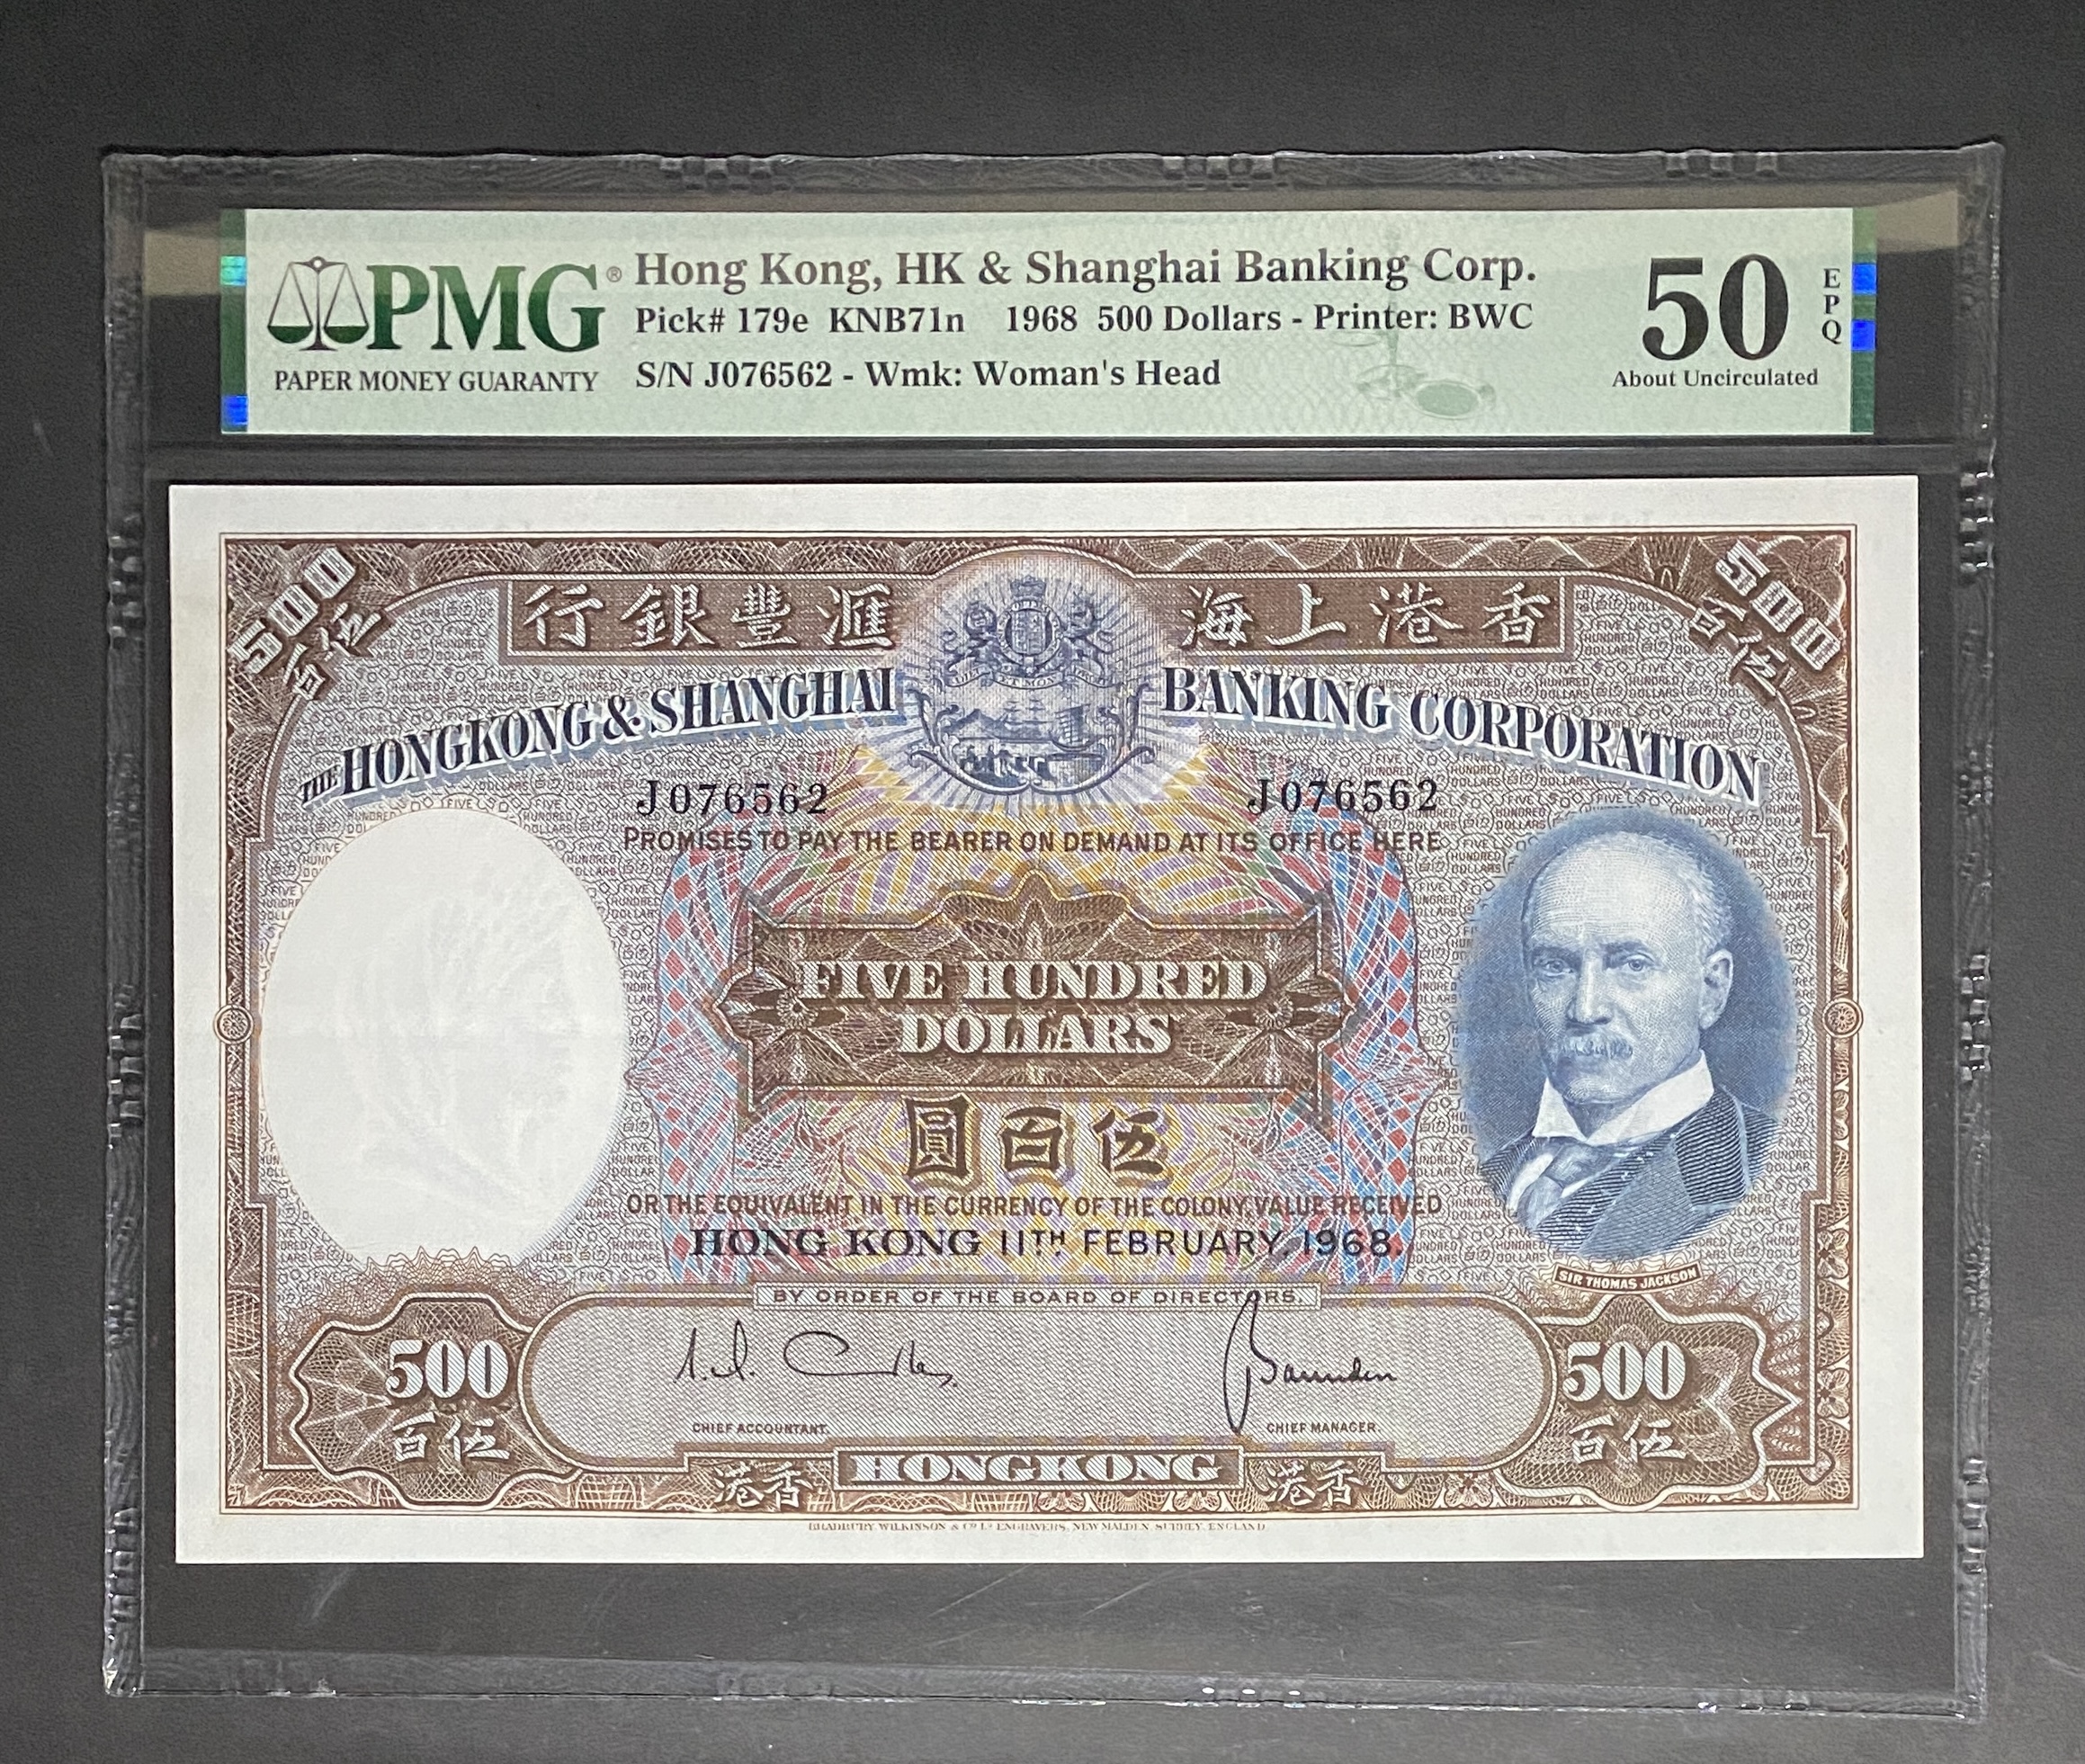 PMG®
PAPER MONEY GUARANTY
Hong Kong, HK & Shanghai Banking Corp.
Pick# 179e KNB71n 1968 500 Dollars - Printer: BWC
S/N J076562 - Wmk: Woman's Head
50
About Uncirculated
EPQ
500
伍百
500
伍百
香港上海滙豐銀行
THE HONGKONG & SHANGHAI BANKING CORPORATION
J076562
J076562
PROMISES TO PAY THE BEARER ON DEMAND AT ITS OFFICE HERE
FIVE HUNDRED
DOLLARS
伍百圓
OR THE EQUIVALENT IN THE CURRENCY OF THE COLONY, VALUE RECEIVED
HONG KONG 11TH FEBRUARY, 1968.
SIR THOMAS JACKSON
BY ORDER OF THE BOARD OF DIRECTORS.
500
伍百
500
伍百
CHIEF ACCOUNTANT.
CHIEF MANAGER.
香港
HONGKONG
香港
BRADBURY, WILKINSON & Co. Ld. ENGRAVERS, NEW MALDEN, SURREY, ENGLAND